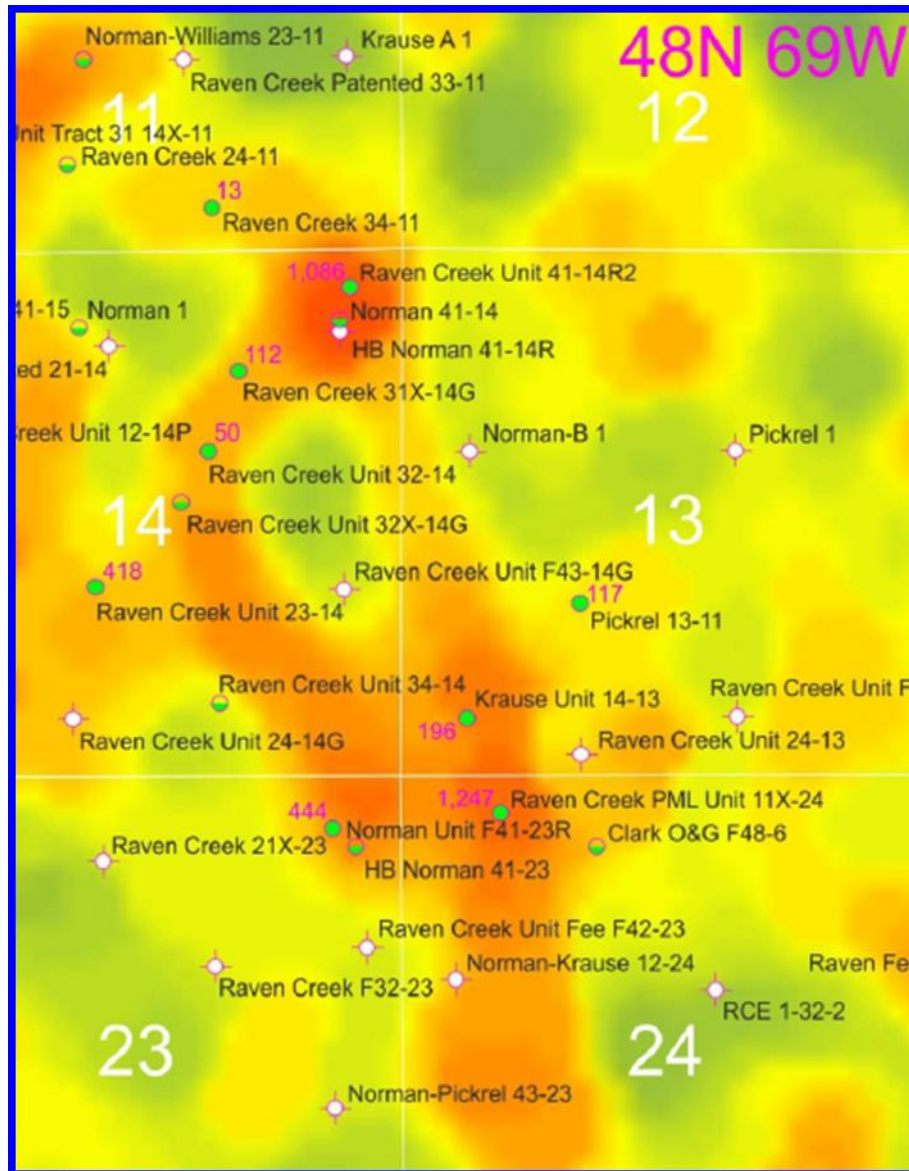 Norman-Williams 23-11
Krause A 1
48N 69W
Raven Creek Patented 33-11
11
12
Unit Tract 31 14X-11
Raven Creek 24-11
13
Raven Creek 34-11
1,086
Raven Creek Unit 41-14R2
41-15
Norman 1
Norman 41-14
HB Norman 41-14R
112
ed 21-14
Raven Creek 31X-14G
Creek Unit 12-14P
50
Norman-B 1
Pickrel 1
Raven Creek Unit 32-14
14
Raven Creek Unit 32X-14G
13
418
Raven Creek Unit F43-14G
117
Raven Creek Unit 23-14
Pickrel 13-11
Raven Creek Unit 34-14
Krause Unit 14-13
Raven Creek Unit F
196
Raven Creek Unit 24-14G
Raven Creek Unit 24-13
444
1,247
Raven Creek PML Unit 11X-24
Norman Unit F41-23R
Clark O&G F48-6
Raven Creek 21X-23
HB Norman 41-23
Raven Creek Unit Fee F42-23
Norman-Krause 12-24
Raven Fe
Raven Creek F32-23
RCE 1-32-2
23
24
Norman-Pickrel 43-23